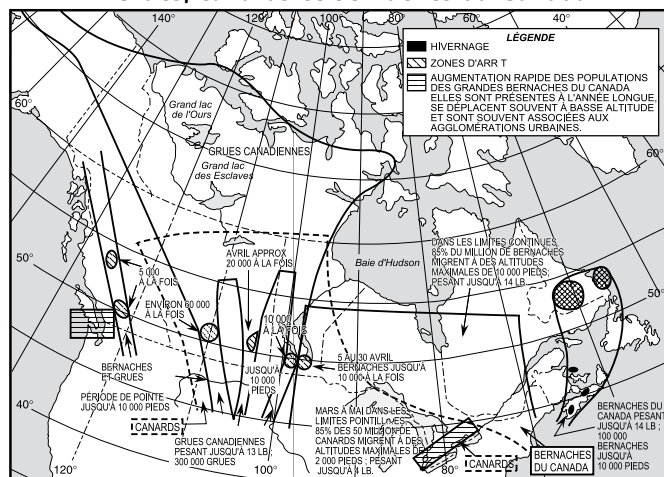 LÉGENDE
HIVERNAGE
ZONES D'ARR T
AUGMENTATION RAPIDE DES POPULATIONS
DES GRANDES BERNACHES DU CANADA
ELLES SONT PRÉSENTES À L'ANNÉE LONGUE,
SE DÉPLACENT SOUVENT À BASSE ALTITUDE
ET SONT SOUVENT ASSOCIÉES AUX
AGGLOMÉRATIONS URBAINES.
160°
140°
120°
100°
80°
60°
40°
20°
60°
50°
40°
60°
50°
Grand lac
de l'Ours
GRUES CANADIENNES
Grand lac
des Esclaves
Baie d'Hudson
5 000
À LA FOIS
ENVIRON 60 000
À LA FOIS
AVRIL APPROX
20 000 À LA FOIS
10 000
À LA FOIS
DANS LES LIMITES CONTINUES,
85% DU MILLION DE BERNACHES
MIGRENT À DES ALTITUDES
MAXIMALES DE 10 000 PIEDS;
PESANT JUSQU'À 14 LB.
BERNACHES
ET GRUES
PÉRIODE DE POINTE
JUSQU'À 10 000 PIEDS
JUSQU'À
10 000
PIEDS
5 AU 30 AVRIL
BERNACHES JUSQU'À
10 000 À LA FOIS
CANARDS
GRUES CANADIENNES
PESANT JUSQU'À 13 LB ;
300 000 GRUES
MARS À MAI DANS LES
LIMITES POINTILLÉES,
85% DES 50 MILLION DE
CANARDS MIGRENT À DES
ALTITUDES MAXIMALES DE
2 000 PIEDS ; PESANT
JUSQU'À 4 LB.
CANARDS
BERNACHES
DU CANADA
BERNACHES DU
CANADA PESANT
JUSQU'À 14 LB ;
100 000
BERNACHES
JUSQU'À
10 000 PIEDS
120°
100°
80°